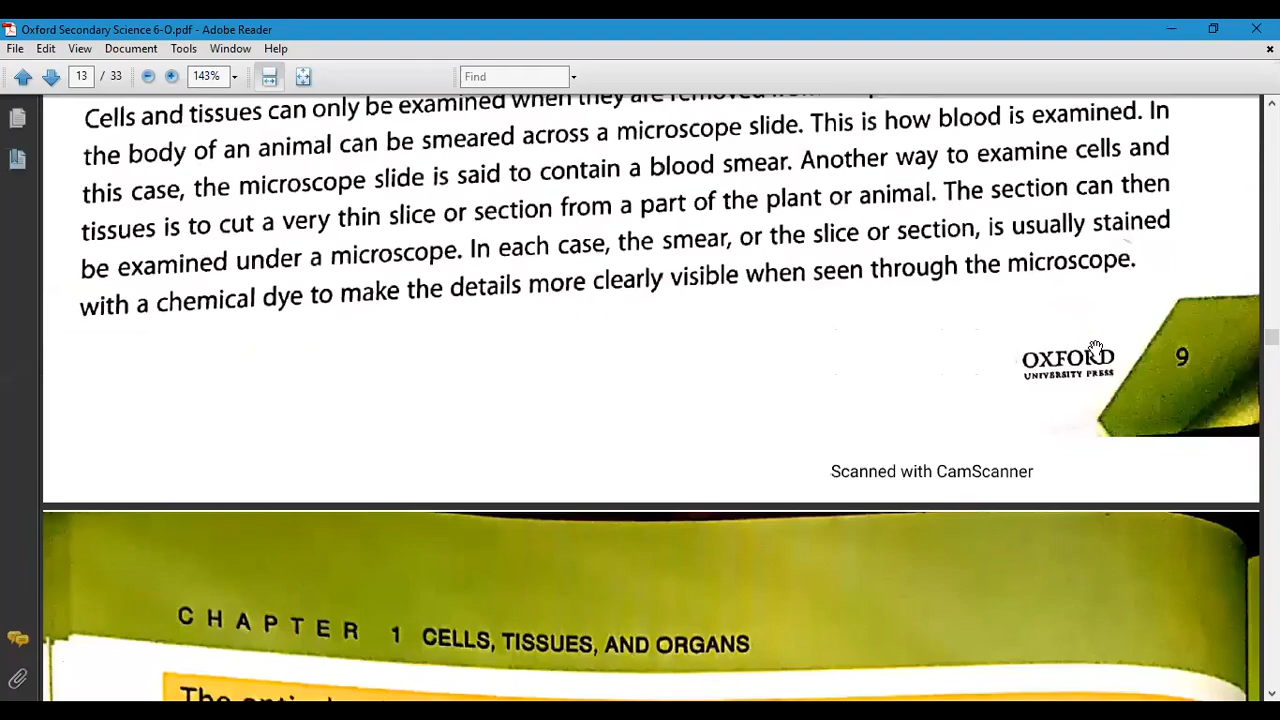 Oxford Secondary Science 6-O.pdf - Adobe Reader
File Edit View Document Tools Window Help
13 / 33 143% Find
Cells and tissues can only be examined when they are removed
the body of an animal can be smeared across a microscope slide. This is how blood is examined. In
this case, the microscope slide is said to contain a blood smear. Another way to examine cells and
tissues is to cut a very thin slice or section from a part of the plant or animal. The section can then
be examined under a microscope. In each case, the smear, or the slice or section, is usually stained
with a chemical dye to make the details more clearly visible when seen through the microscope.
OXFORD
UNIVERSITY PRESS
9
Scanned with CamScanner
CHAPTER 1 CELLS, TISSUES, AND ORGANS
The